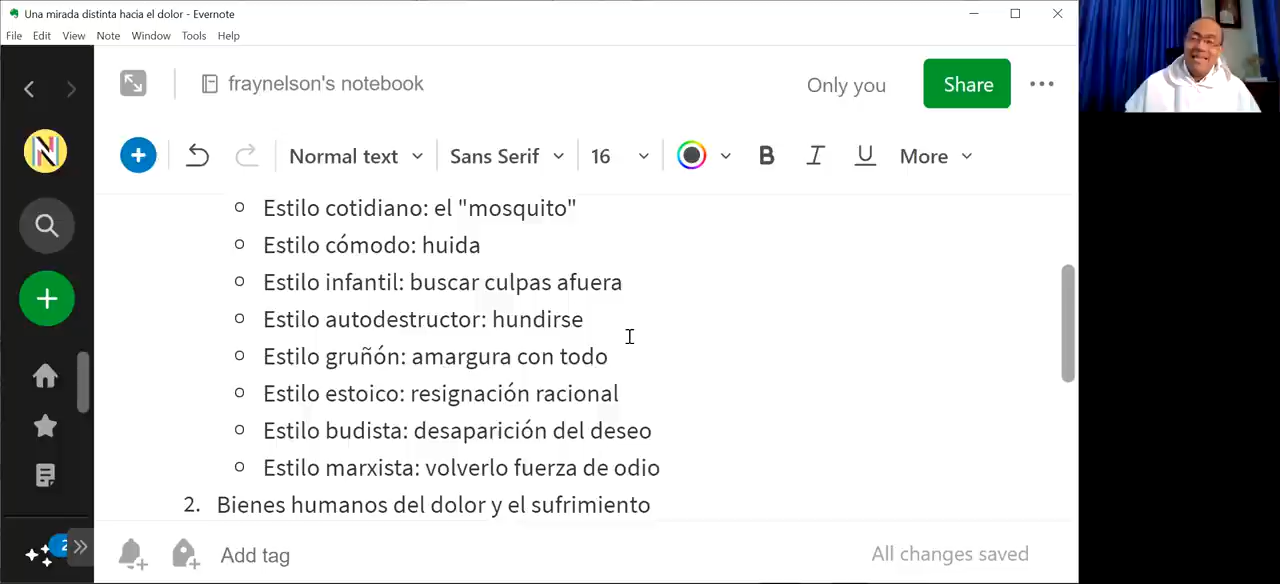 Una mirada distinta hacia el dolor - Evernote
File Edit View Note Window Tools Help
fraynelson's notebook
Only you
Share
Normal text
Sans Serif
16
B I U More
Estilo cotidiano: el "mosquito"
Estilo cómodo: huida
Estilo infantil: buscar culpas afuera
Estilo autodestructor: hundirse
Estilo gruñón: amargura con todo
Estilo estoico: resignación racional
Estilo budista: desaparición del deseo
Estilo marxista: volverlo fuerza de odio
2. Bienes humanos del dolor y el sufrimiento
2
Add tag
All changes saved